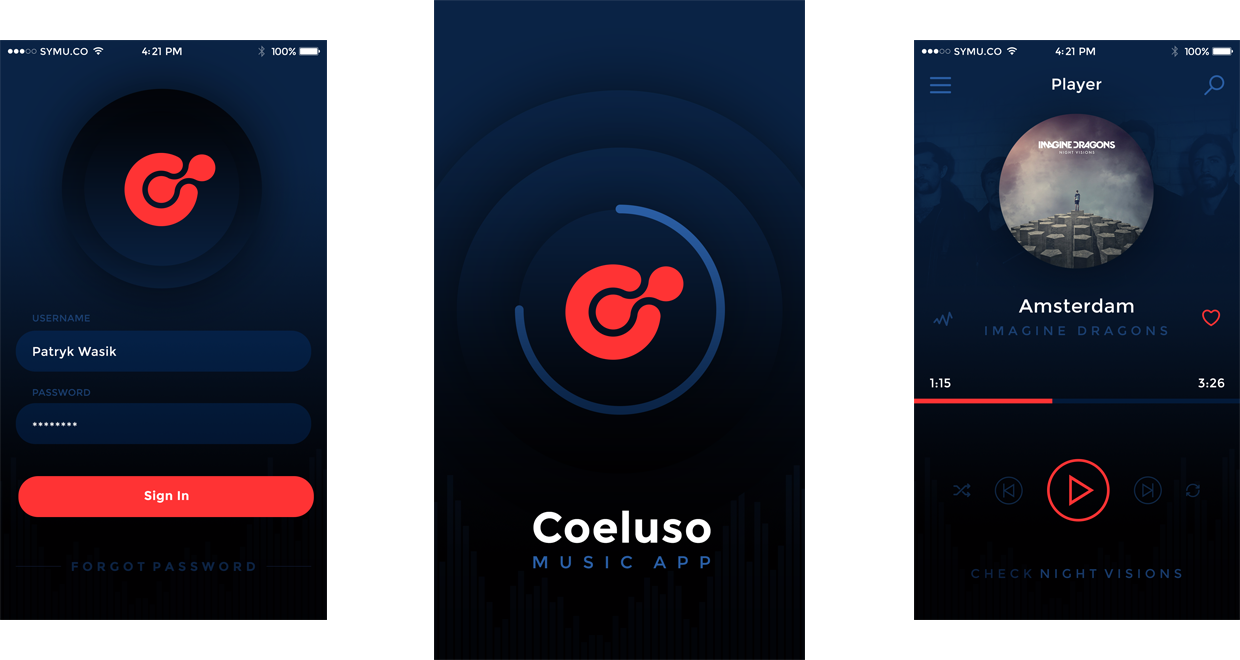 SYMU.CO 4:21 PM 100%
USERNAME
Patryk Wasik
PASSWORD
********
Sign In
FORGOT PASSWORD
Coeluso
MUSIC APP
SYMU.CO 4:21 PM 100%
Player
IMAGINE DRAGONS
NIGHT VISIONS
Amsterdam
IMAGINE DRAGONS
1:15 3:26
CHECK NIGHT VISIONS